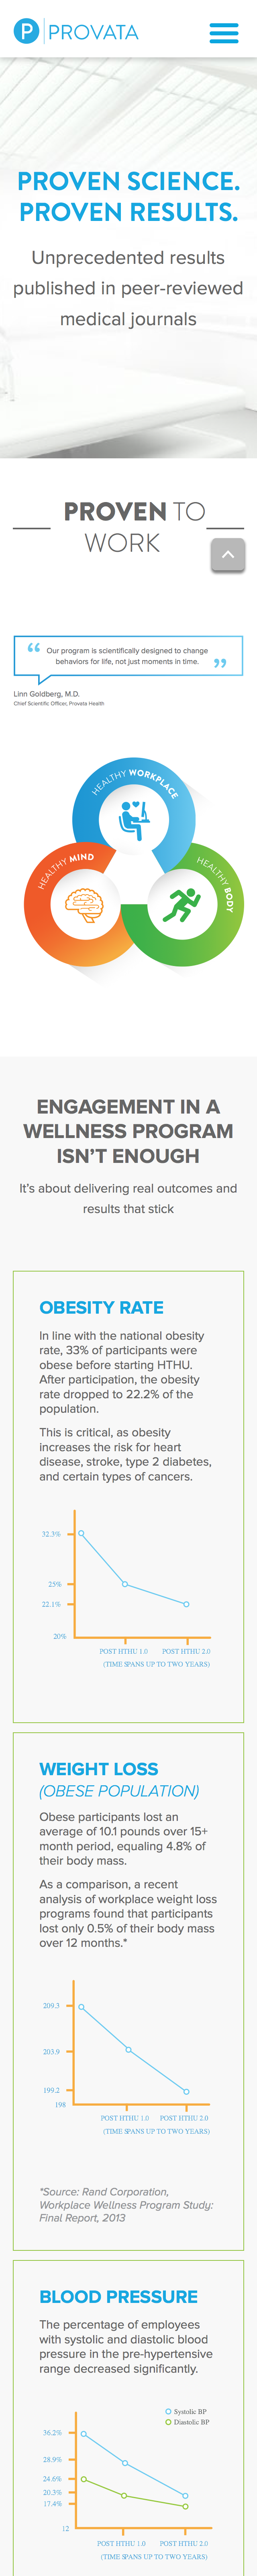 P PROVATA
PROVEN SCIENCE.
PROVEN RESULTS.
Unprecedented results
published in peer-reviewed
medical journals
PROVEN TO
WORK
“ Our program is scientifically designed to change
behaviors for life, not just moments in time. ”
Linn Goldberg, M.D.
Chief Scientific Officer, Provata Health
HEALTHY WORKPLACE
HEALTHY MIND
HEALTHY BODY
ENGAGEMENT IN A
WELLNESS PROGRAM
ISN’T ENOUGH
It’s about delivering real outcomes and
results that stick
OBESITY RATE
In line with the national obesity
rate, 33% of participants were
obese before starting HTHU.
After participation, the obesity
rate dropped to 22.2% of the
population.
This is critical, as obesity
increases the risk for heart
disease, stroke, type 2 diabetes,
and certain types of cancers.
32.3%
25%
22.1%
20%
POST HTHU 1.0 POST HTHU 2.0
(TIME SPANS UP TO TWO YEARS)
WEIGHT LOSS
(OBESE POPULATION)
Obese participants lost an
average of 10.1 pounds over 15+
month period, equaling 4.8% of
their body mass.
As a comparison, a recent
analysis of workplace weight loss
programs found that participants
lost only 0.5% of their body mass
over 12 months.*
209.3
203.9
199.2
198
POST HTHU 1.0 POST HTHU 2.0
(TIME SPANS UP TO TWO YEARS)
*Source: Rand Corporation,
Workplace Wellness Program Study:
Final Report, 2013
BLOOD PRESSURE
The percentage of employees
with systolic and diastolic blood
pressure in the pre-hypertensive
range decreased significantly.
Systolic BP
Diastolic BP
36.2%
28.9%
24.6%
20.3%
17.4%
12
POST HTHU 1.0 POST HTHU 2.0
(TIME SPANS UP TO TWO YEARS)